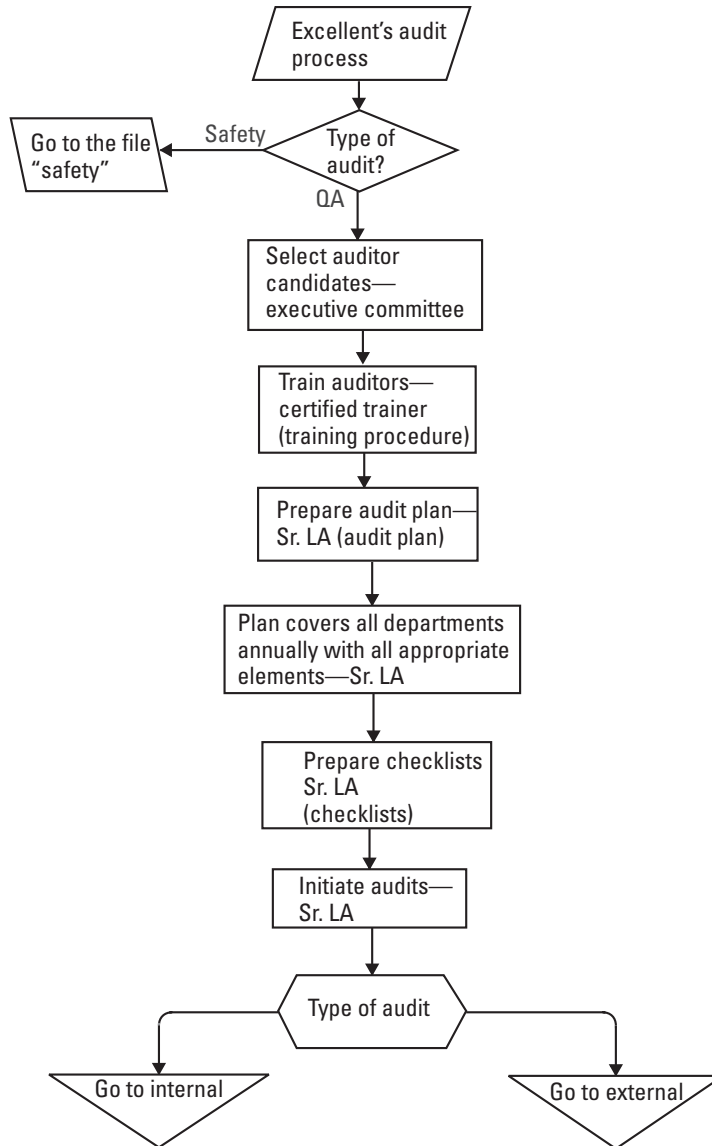 Excellent's audit
process
Safety
Go to the file
“safety”
Type of
audit?
QA
Select auditor
candidates—
executive committee
Train auditors—
certified trainer
(training procedure)
Prepare audit plan—
Sr. LA (audit plan)
Plan covers all departments
annually with all appropriate
elements—Sr. LA
Prepare checklists
Sr. LA
(checklists)
Initiate audits—
Sr. LA
Type of audit
Go to internal
Go to external